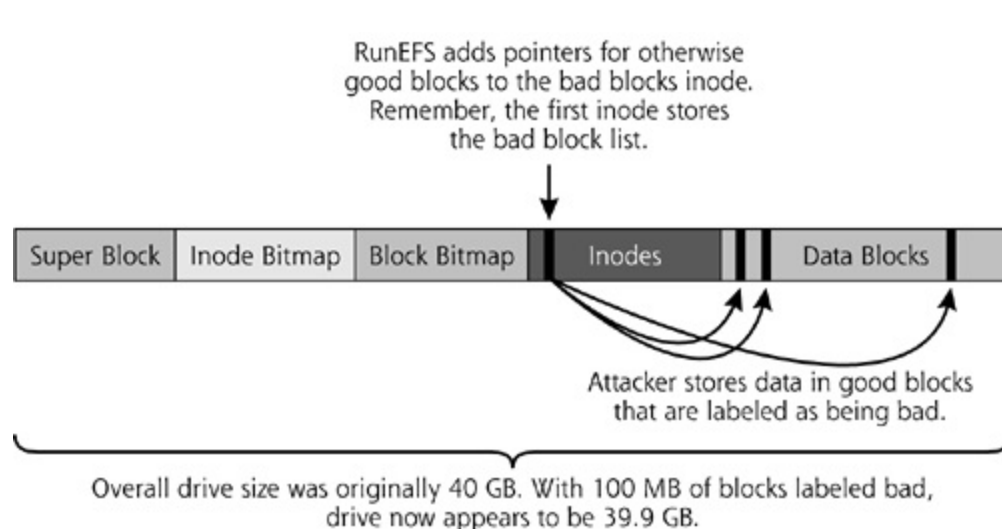 RunEFS adds pointers for otherwise
good blocks to the bad blocks inode.
Remember, the first inode stores
the bad block list.
Super Block
Inode Bitmap
Block Bitmap
Inodes
Data Blocks
Attacker stores data in good blocks
that are labeled as being bad.
Overall drive size was originally 40 GB. With 100 MB of blocks labeled bad,
drive now appears to be 39.9 GB.